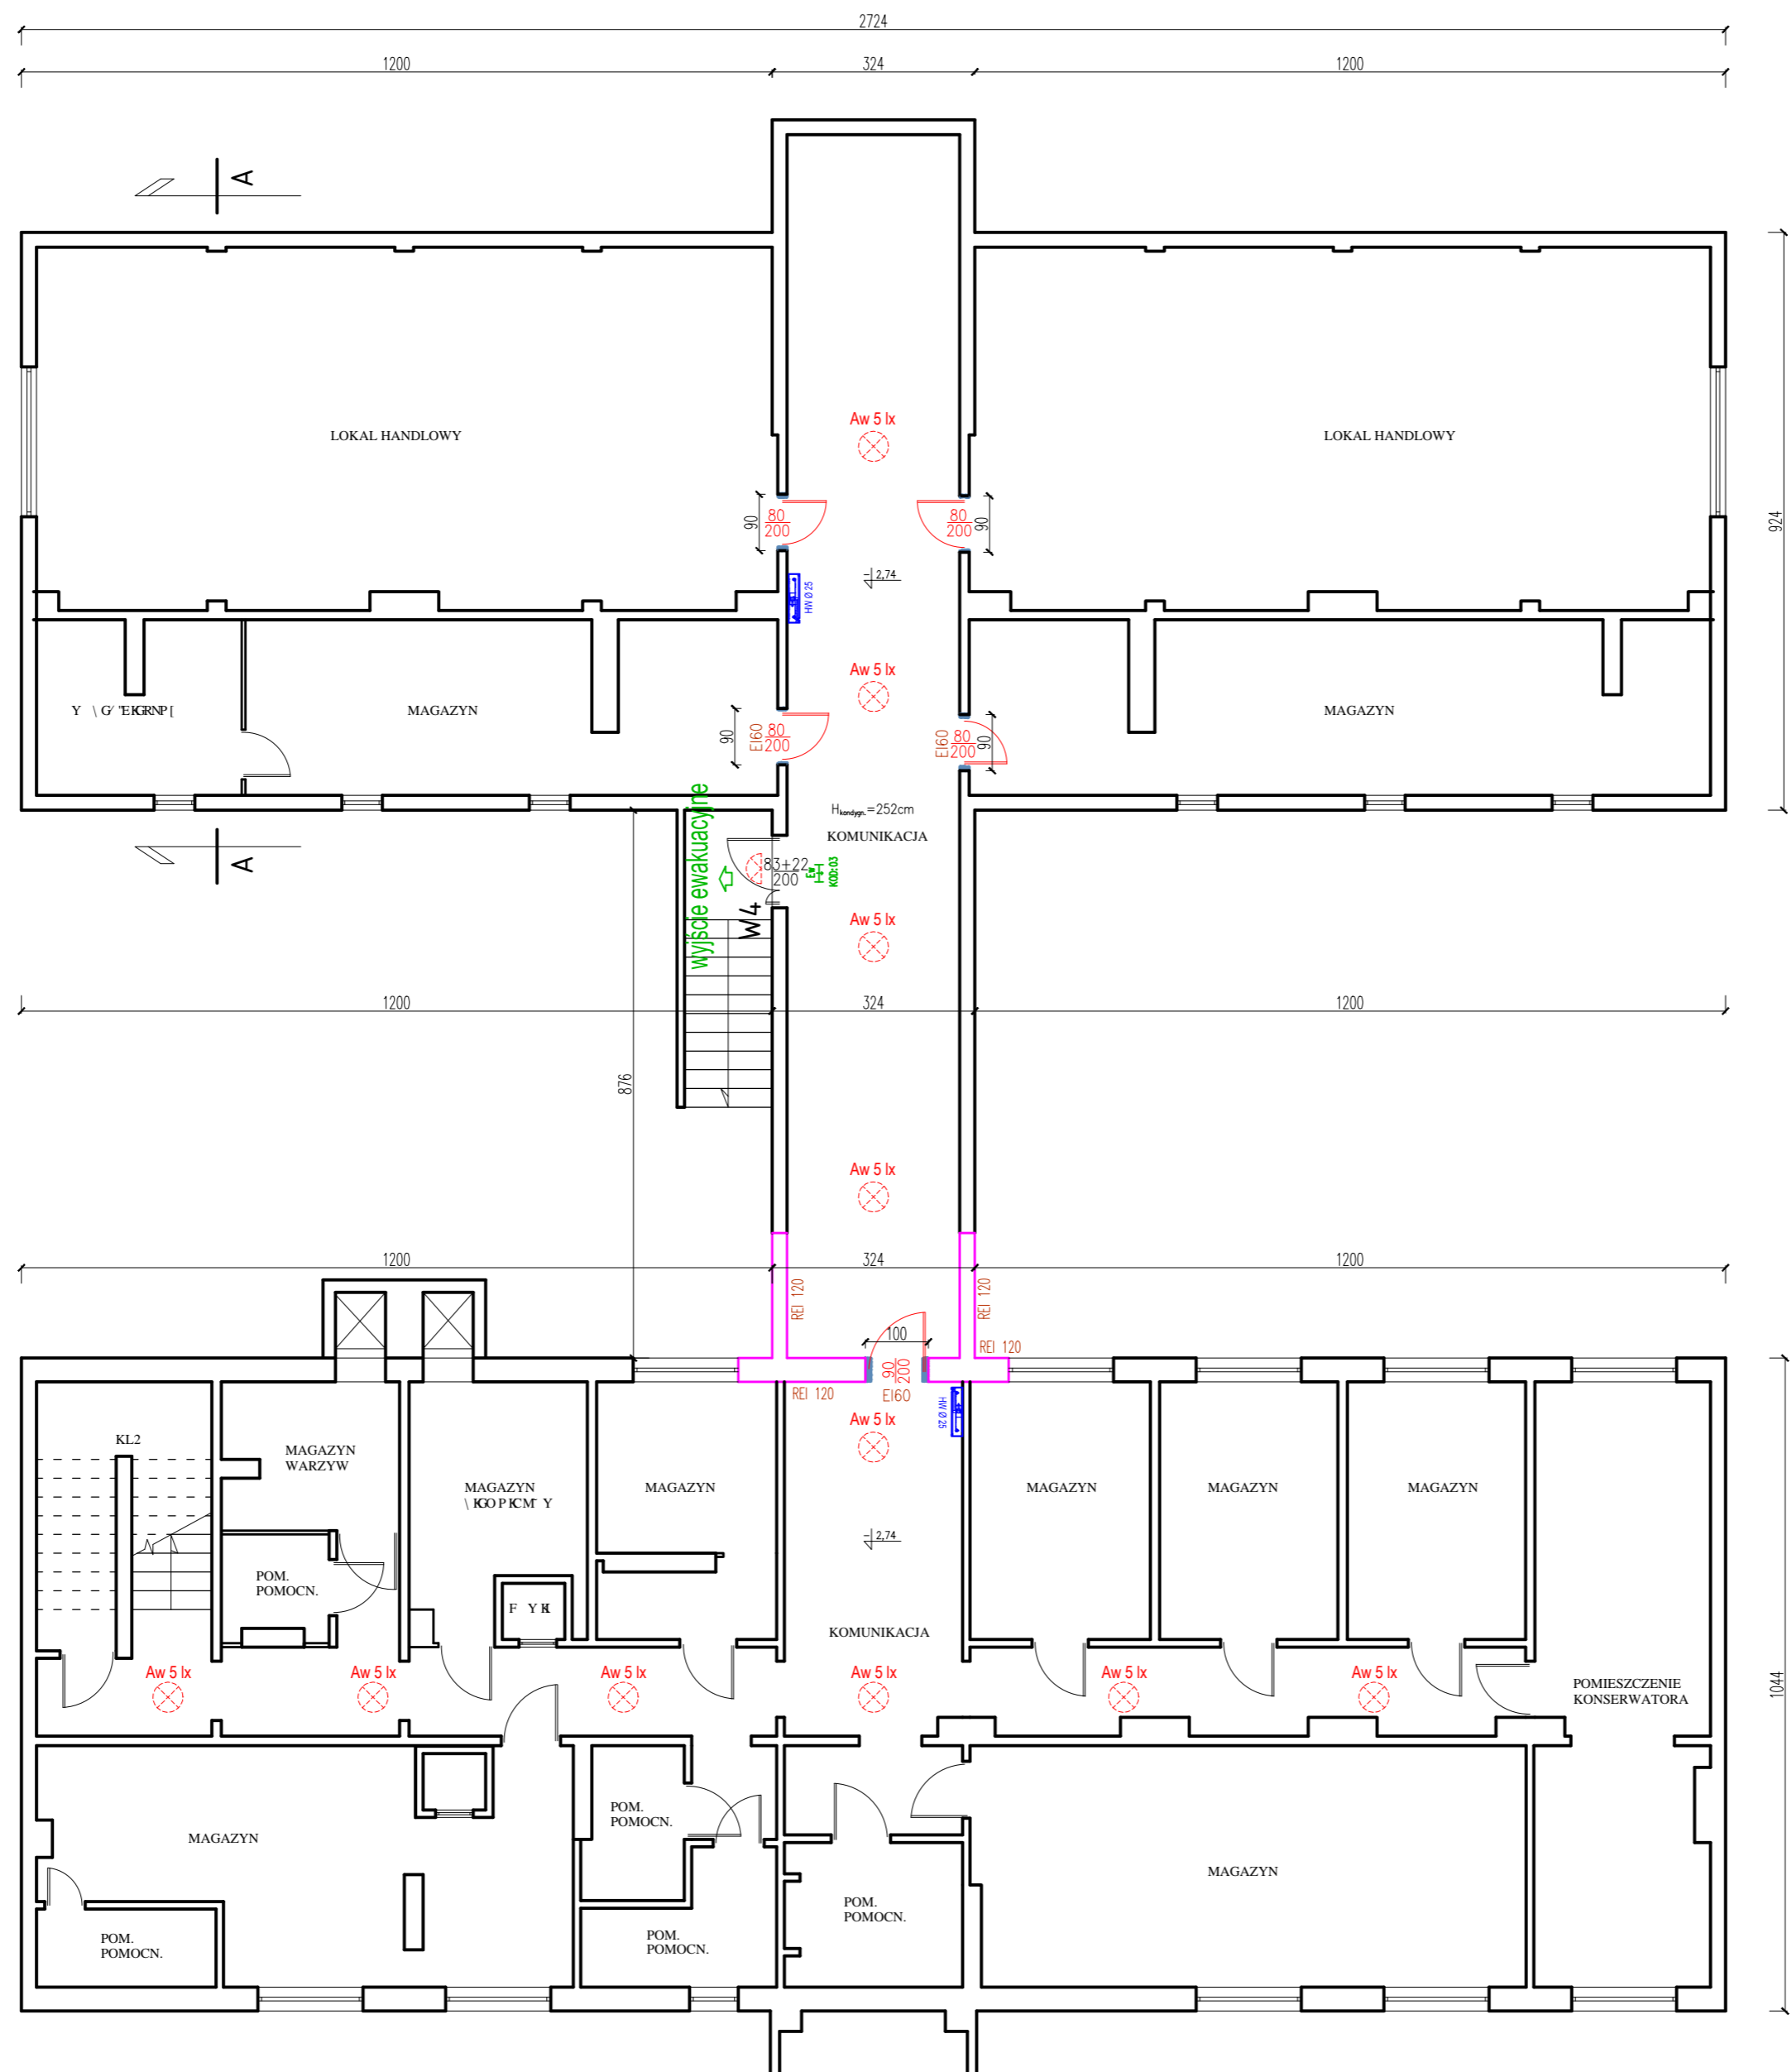 2724
1200
324
1200
A
924
Aw 5 lx
LOKAL HANDLOWY
LOKAL HANDLOWY
90
80
200
80
200
90
2,74
HW Ø 25
Aw 5 lx
MAGAZYN
MAGAZYN
90
EI60
80
200
EI60
80
200
90
Hkondygn.=252cm
KOMUNIKACJA
A
wyjście ewakuacyjne
83+22
200
EW
KOD:03
W4
Aw 5 lx
1200
324
1200
876
Aw 5 lx
1200
324
1200
REI 120
REI 120
100
REI 120
90
200
REI 120
EI60
HW Ø 25
Aw 5 lx
KL2
MAGAZYN
WARZYW
MAGAZYN
MAGAZYN
MAGAZYN
MAGAZYN
MAGAZYN
2,74
POM.
POMOCN.
KOMUNIKACJA
Aw 5 lx
Aw 5 lx
Aw 5 lx
Aw 5 lx
Aw 5 lx
Aw 5 lx
POMIESZCZENIE
KONSERWATORA
1044
POM.
POMOCN.
MAGAZYN
MAGAZYN
POM.
POMOCN.
POM.
POMOCN.
POM.
POMOCN.